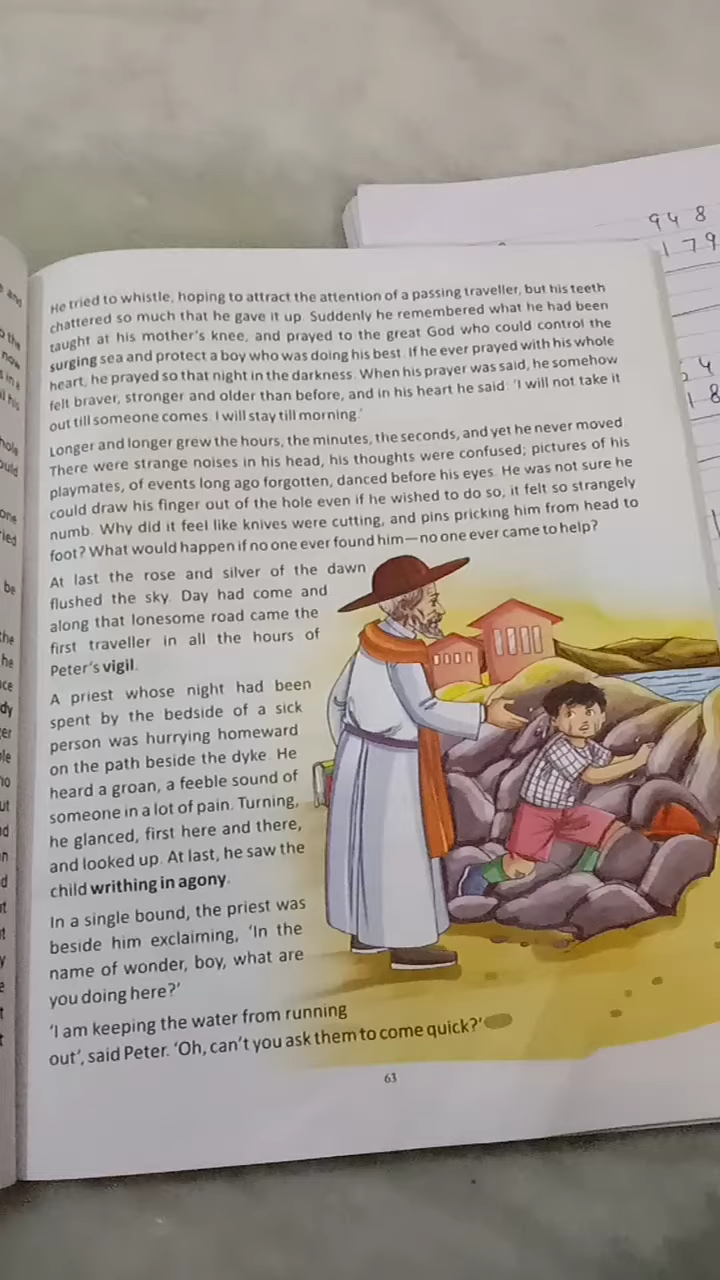 He tried to whistle, hoping to attract the attention of a passing traveller, but his teeth
chattered so much that he gave it up. Suddenly he remembered what he had been
taught at his mother's knee, and prayed to the great God who could control the
surging sea and protect a boy who was doing his best. If he ever prayed with his whole
heart, he prayed so that night in the darkness. When his prayer was said, he somehow
felt braver, stronger and older than before, and in his heart he said: 'I will not take it
out till someone comes. I will stay till morning.'
Longer and longer grew the hours, the minutes, the seconds, and yet he never moved.
There were strange noises in his head, his thoughts were confused; pictures of his
playmates, of events long ago forgotten, danced before his eyes. He was not sure he
could draw his finger out of the hole even if he wished to do so, it felt so strangely
numb. Why did it feel like knives were cutting, and pins pricking him from head to
foot? What would happen if no one ever found him—no one ever came to help?
At last the rose and silver of the dawn
flushed the sky. Day had come and
along that lonesome road came the
first traveller in all the hours of
Peter's vigil.
A priest whose night had been
spent by the bedside of a sick
person was hurrying homeward
on the path beside the dyke. He
heard a groan, a feeble sound of
someone in a lot of pain. Turning,
he glanced, first here and there,
and looked up. At last, he saw the
child writhing in agony.
In a single bound, the priest was
beside him exclaiming, 'In the
name of wonder, boy, what are
you doing here?'
'I am keeping the water from running
out', said Peter. 'Oh, can't you ask them to come quick?'
63
948
179